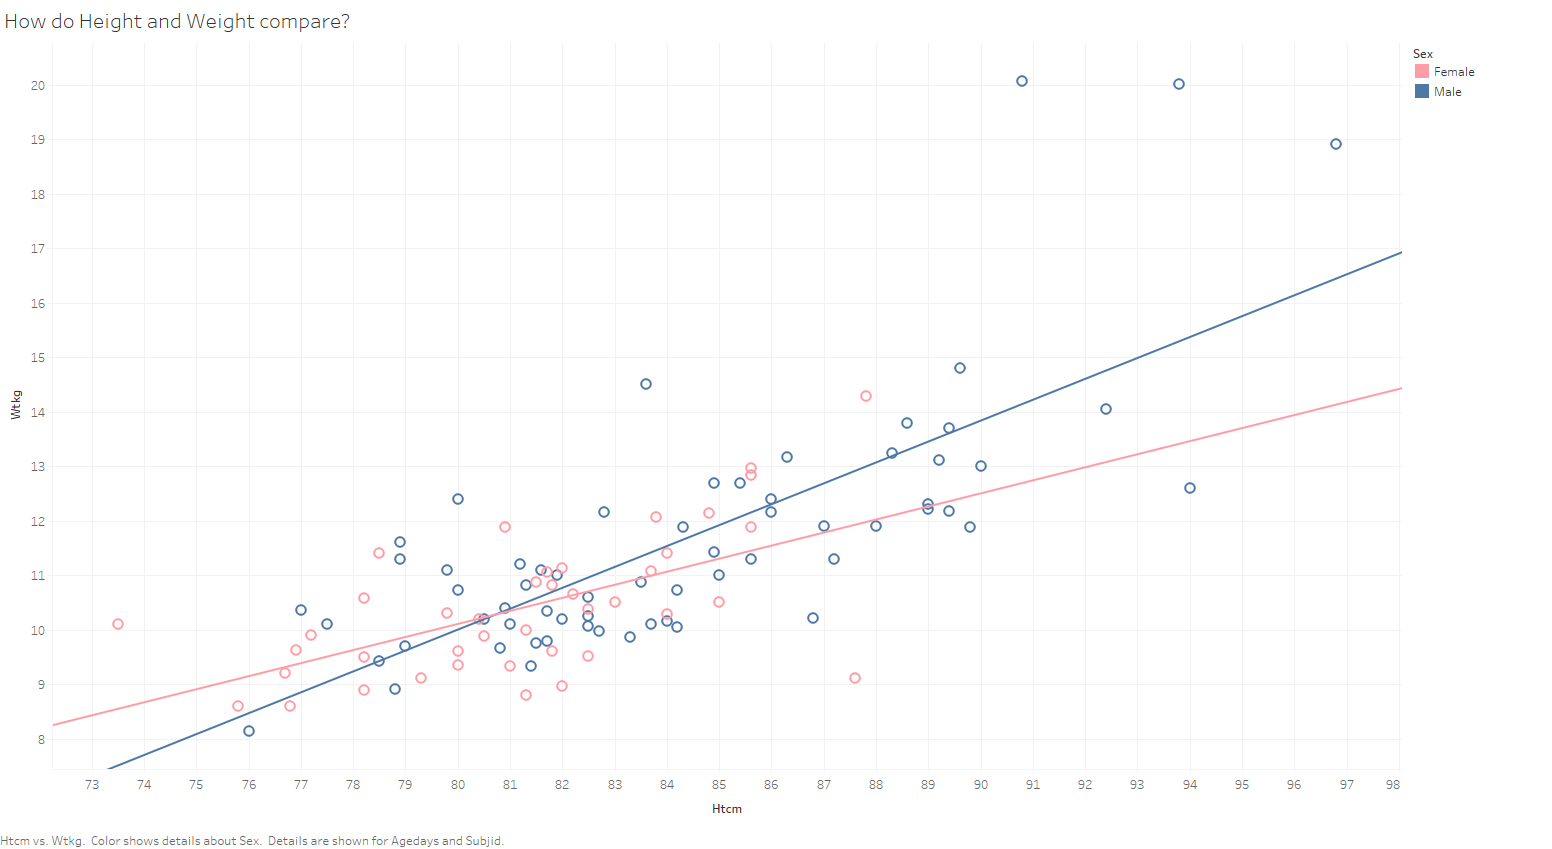 How do Height and Weight compare?
Sex
Female
Male
20
19
18
17
16
15
14
13
12
11
10
9
8
Wtkg
73 74 75 76 77 78 79 80 81 82 83 84 85 86 87 88 89 90 91 92 93 94 95 96 97 98
Htcm
Htcm vs. Wtkg. Color shows details about Sex. Details are shown for Agedays and Subjid.